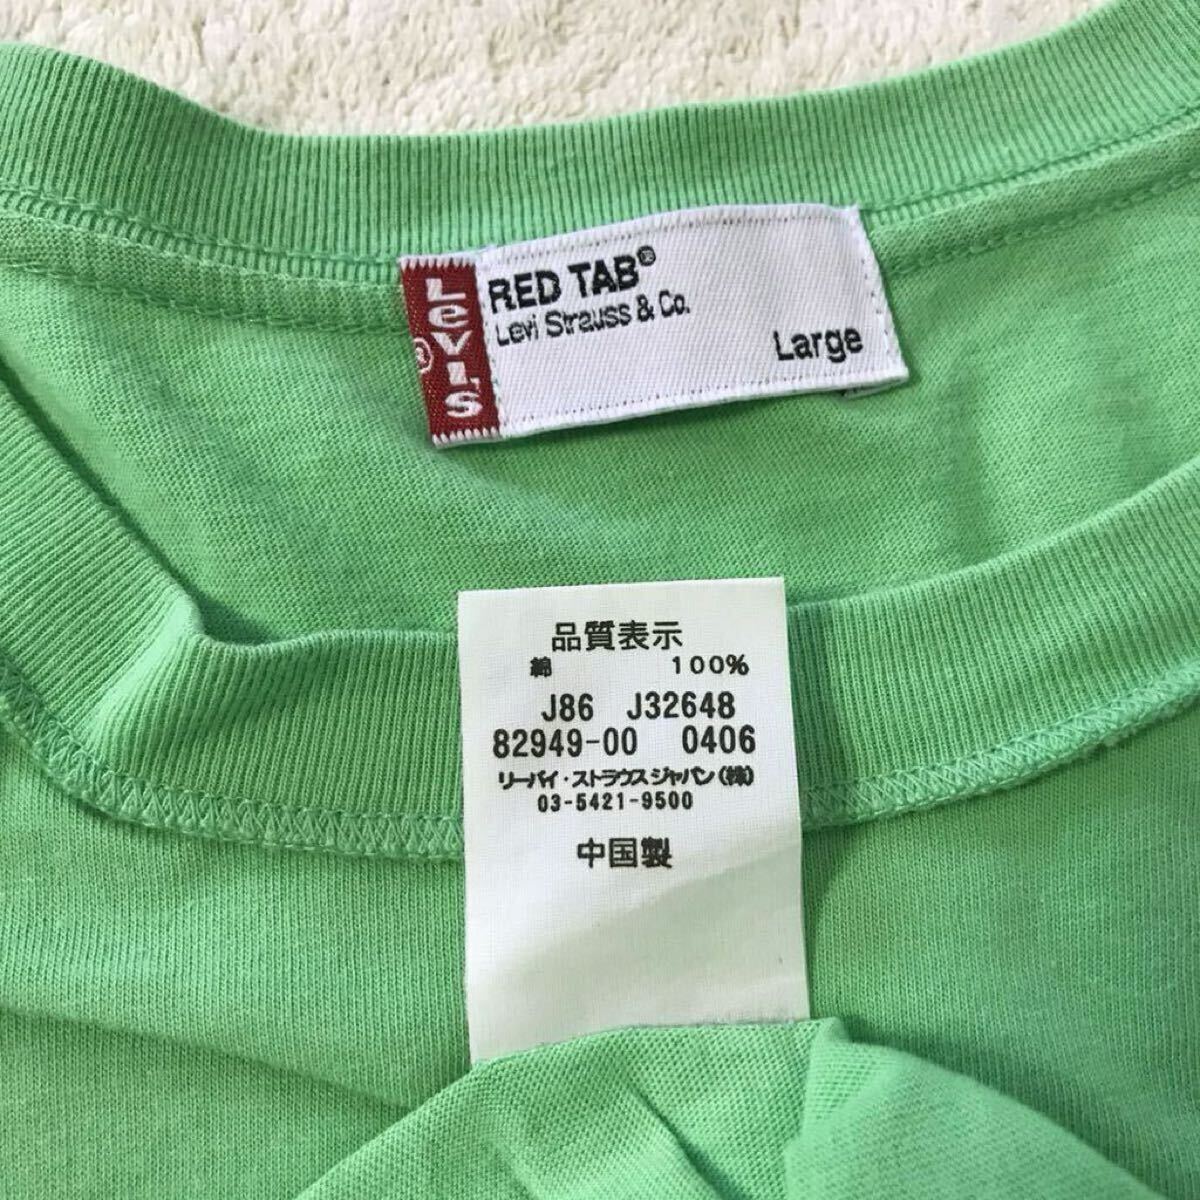 LEVI'S
®
RED TAB®
Levi Strauss & Co.
Large
品質表示
綿 100%
J86 J32648
82949-00 0406
リーバイ・ストラウスジャパン(株)
03-5421-9500
中国製